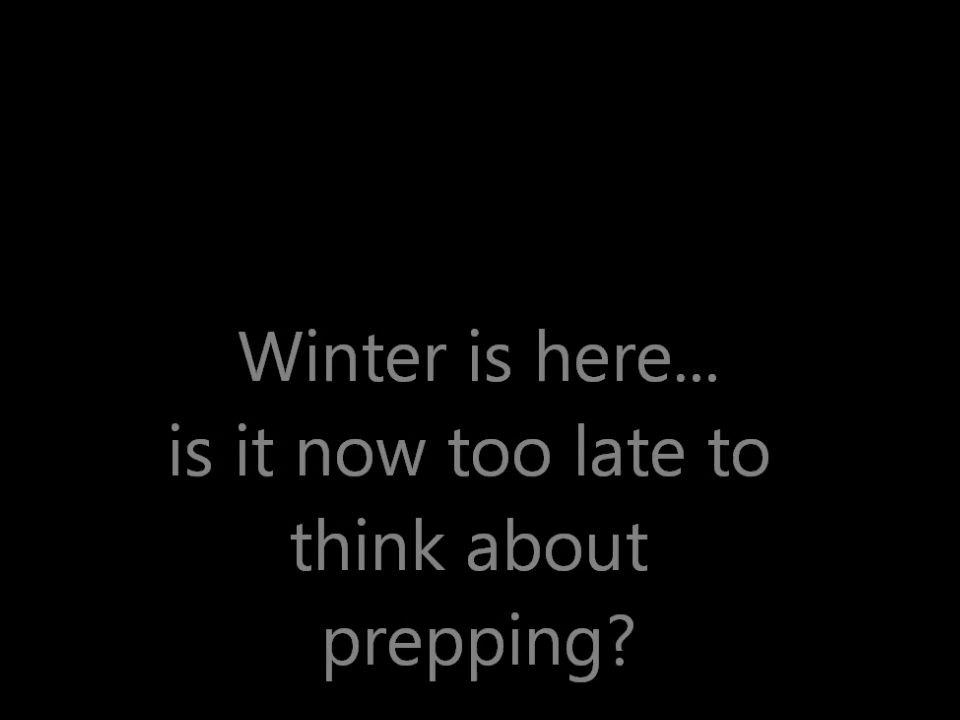 Winter is here...
is it now too late to
think about
prepping?